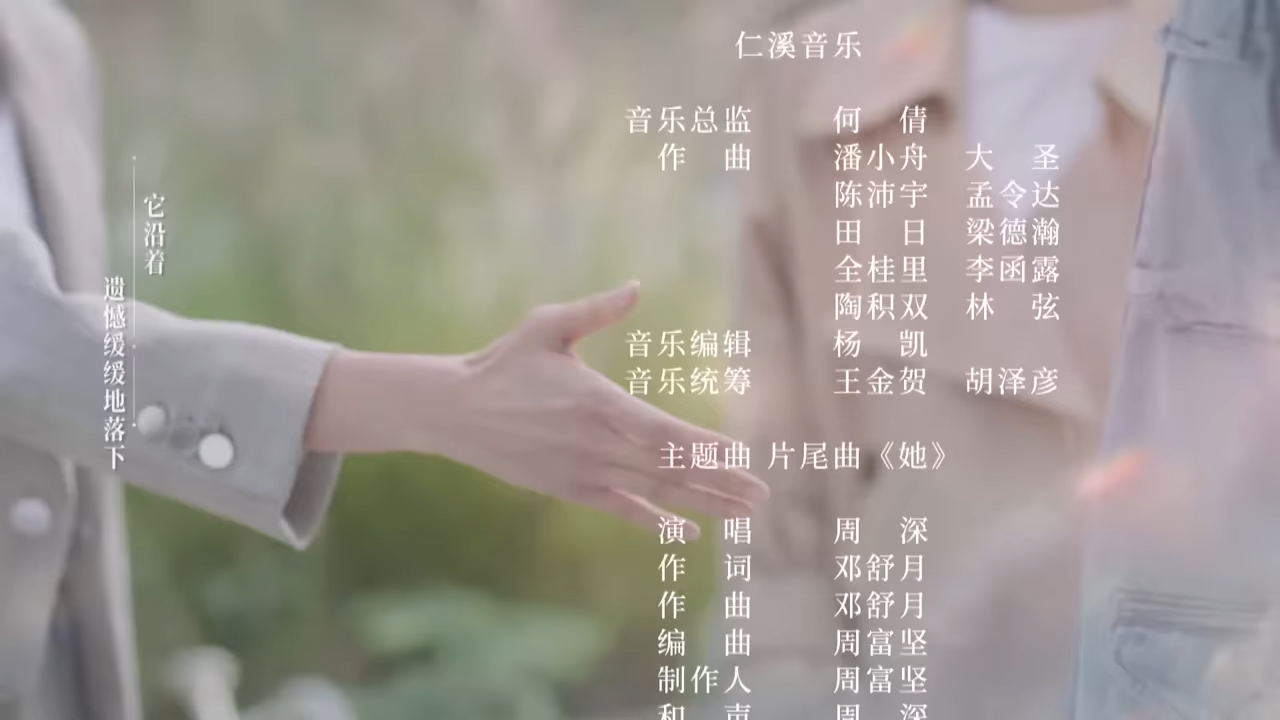 它沿着
遗憾缓缓地落下
仁溪音乐
音乐总监 何倩
作曲 潘小舟 大圣
陈沛宇 孟令达
田日 梁德瀚
全桂里 李函露
陶积双 林弦
音乐编辑 杨凯
音乐统筹 王金贺 胡泽彦
主题曲 片尾曲《她》
演唱 周深
作词 邓舒月
作曲 邓舒月
编曲 周富坚
制作人 周富坚
和声 周深